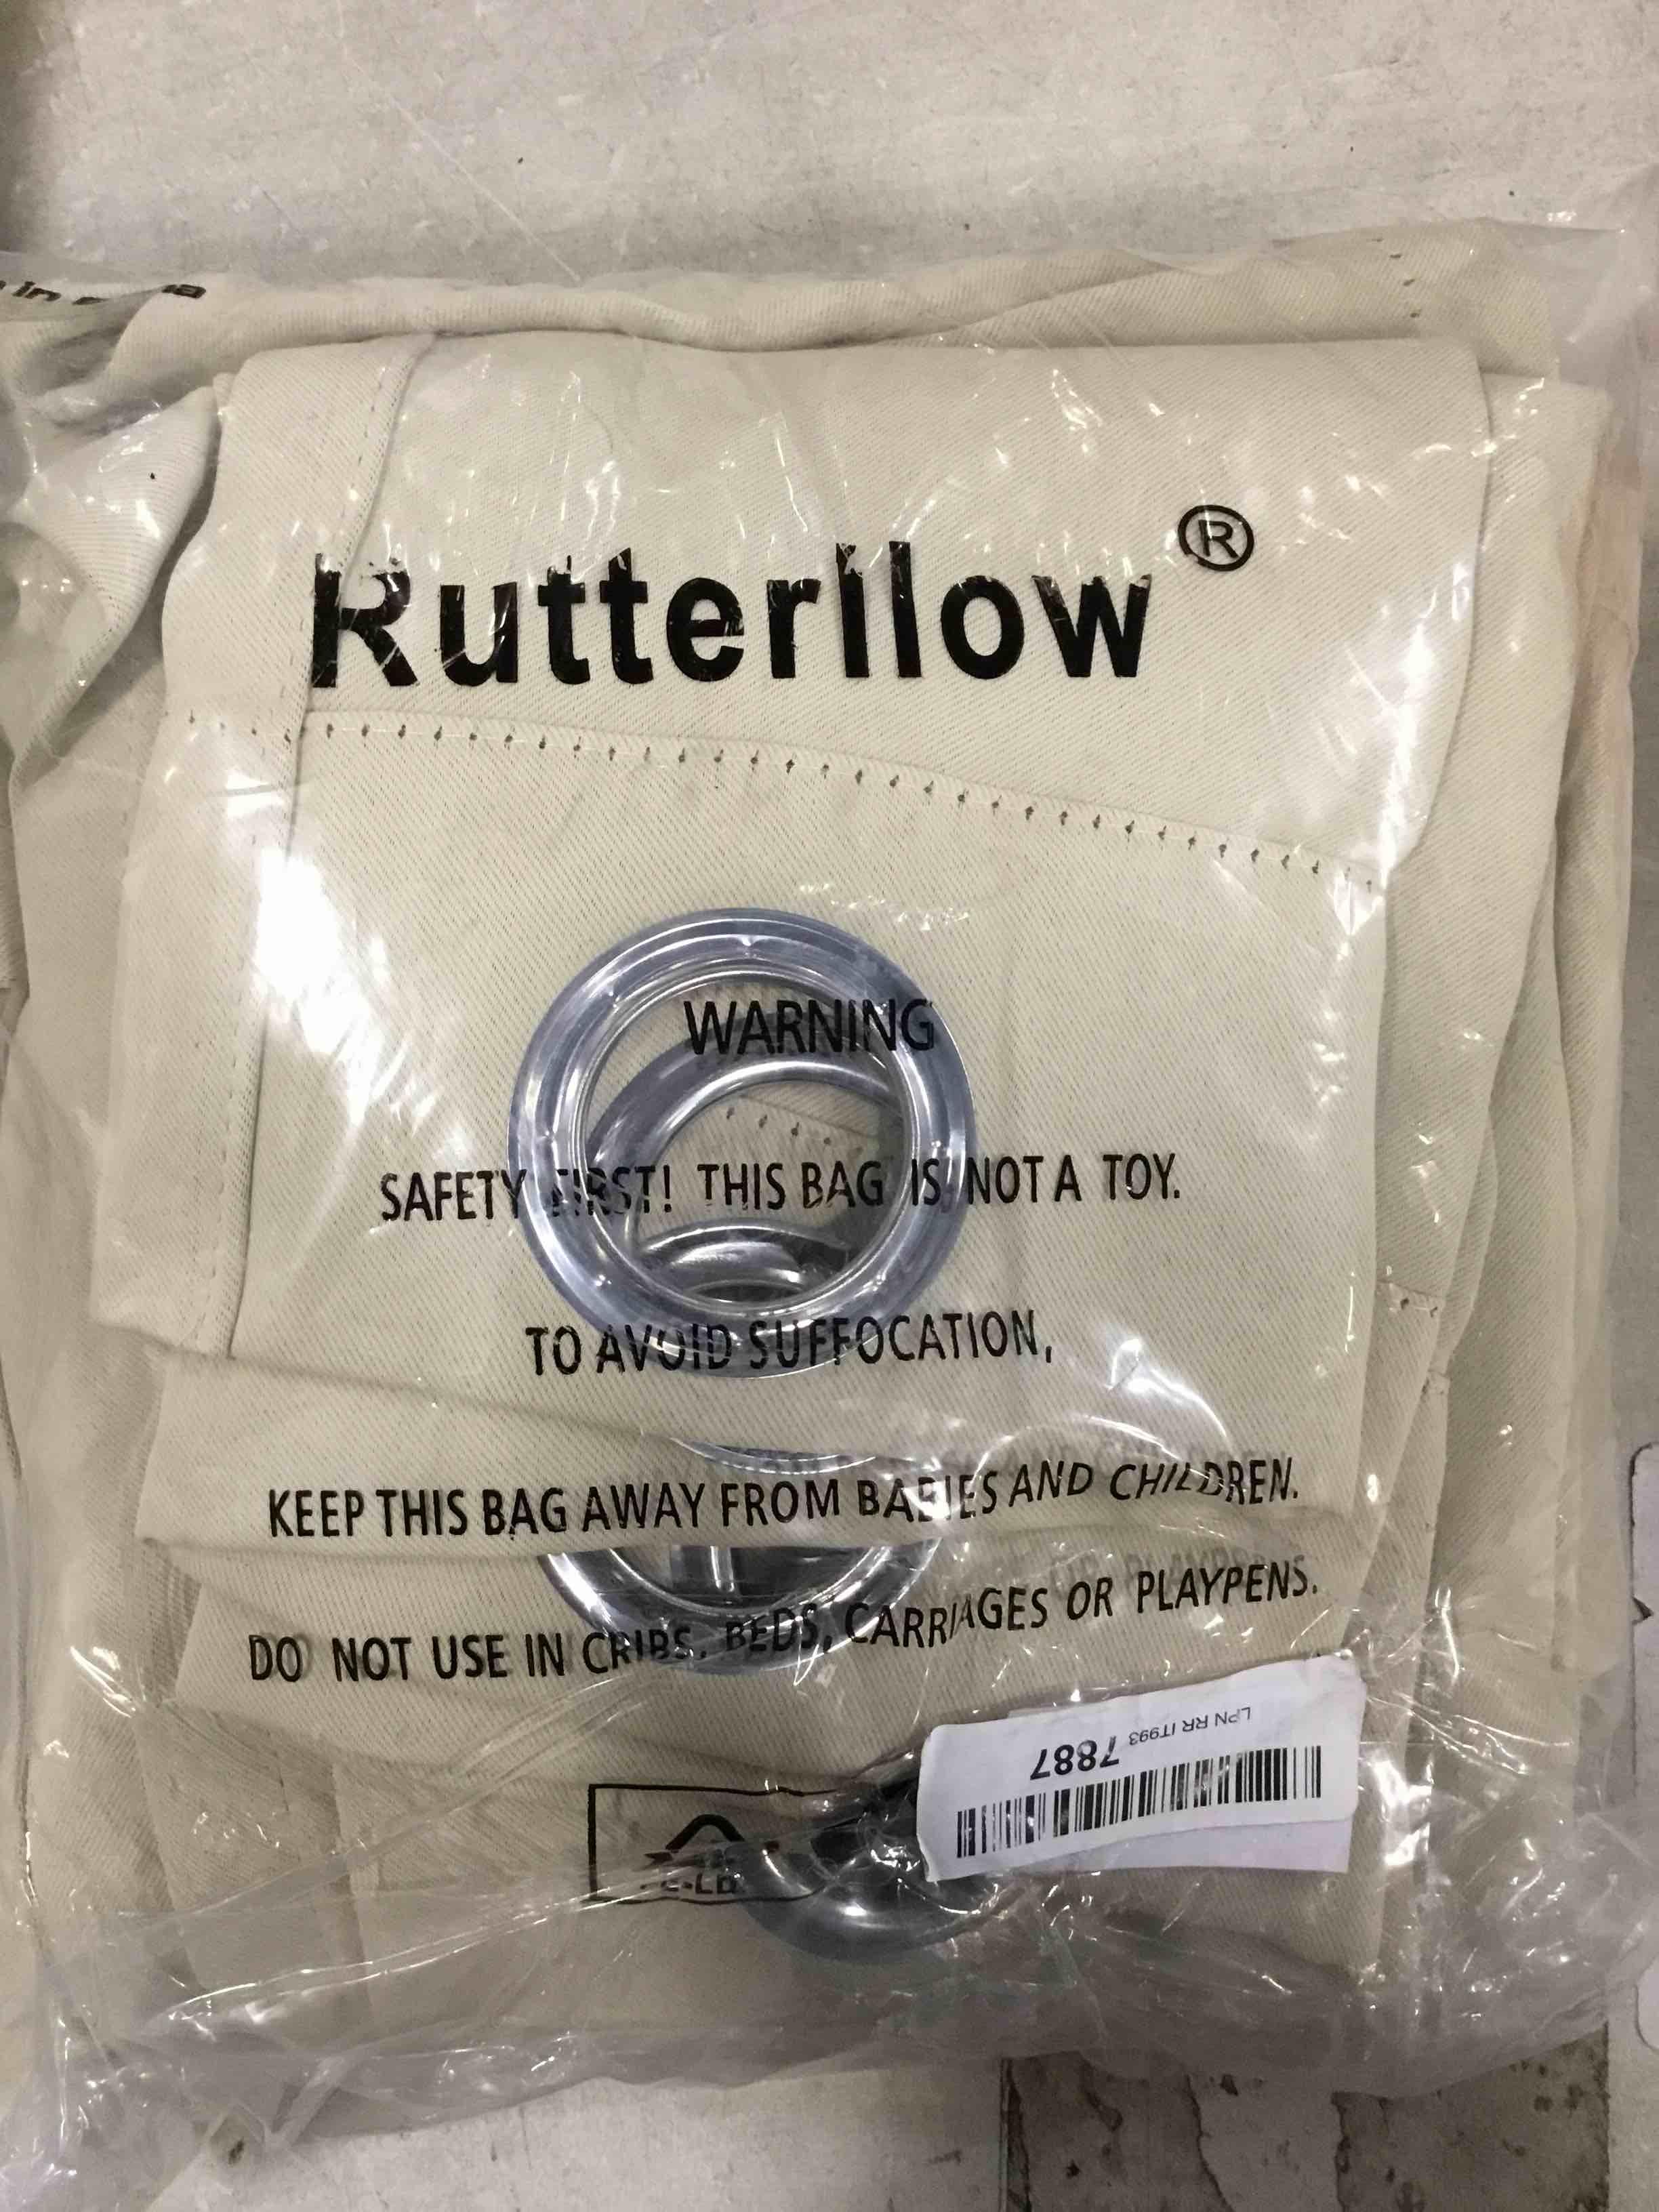 Rutterllow®
WARNING
SAFETY FIRST! THIS BAG IS NOT A TOY.
TO AVOID SUFFOCATION,
KEEP THIS BAG AWAY FROM BABIES AND CHILDREN.
DO NOT USE IN CRIBS, BEDS, CARRIAGES OR PLAYPENS.
LPN RR IT993 7887